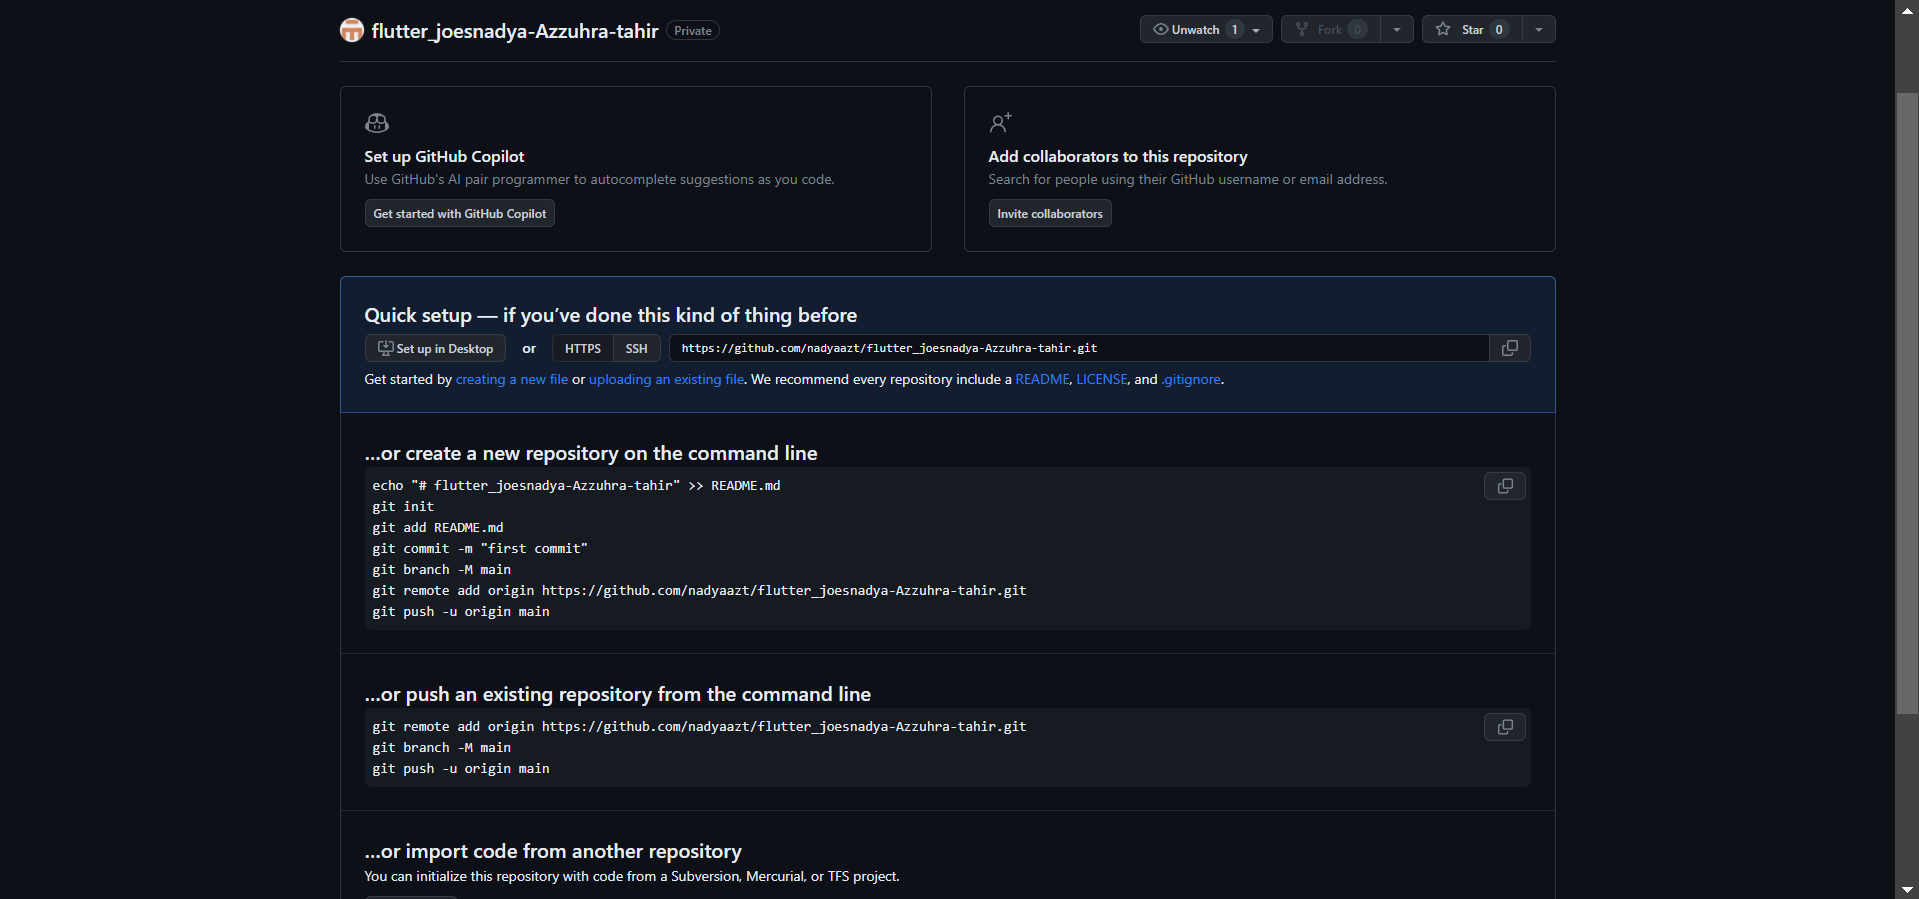 flutter_joesnadya-Azzuhra-tahir Private Unwatch 1 Fork 0 Star 0
Set up GitHub Copilot
Use GitHub's AI pair programmer to autocomplete suggestions as you code.
Get started with GitHub Copilot
Add collaborators to this repository
Search for people using their GitHub username or email address.
Invite collaborators
Quick setup — if you’ve done this kind of thing before
Set up in Desktop or HTTPS SSH https://github.com/nadyaazt/flutter_joesnadya-Azzuhra-tahir.git
Get started by creating a new file or uploading an existing file. We recommend every repository include a README, LICENSE, and .gitignore.
…or create a new repository on the command line
echo "# flutter_joesnadya-Azzuhra-tahir" >> README.md
git init
git add README.md
git commit -m "first commit"
git branch -M main
git remote add origin https://github.com/nadyaazt/flutter_joesnadya-Azzuhra-tahir.git
git push -u origin main
…or push an existing repository from the command line
git remote add origin https://github.com/nadyaazt/flutter_joesnadya-Azzuhra-tahir.git
git branch -M main
git push -u origin main
…or import code from another repository
You can initialize this repository with code from a Subversion, Mercurial, or TFS project.